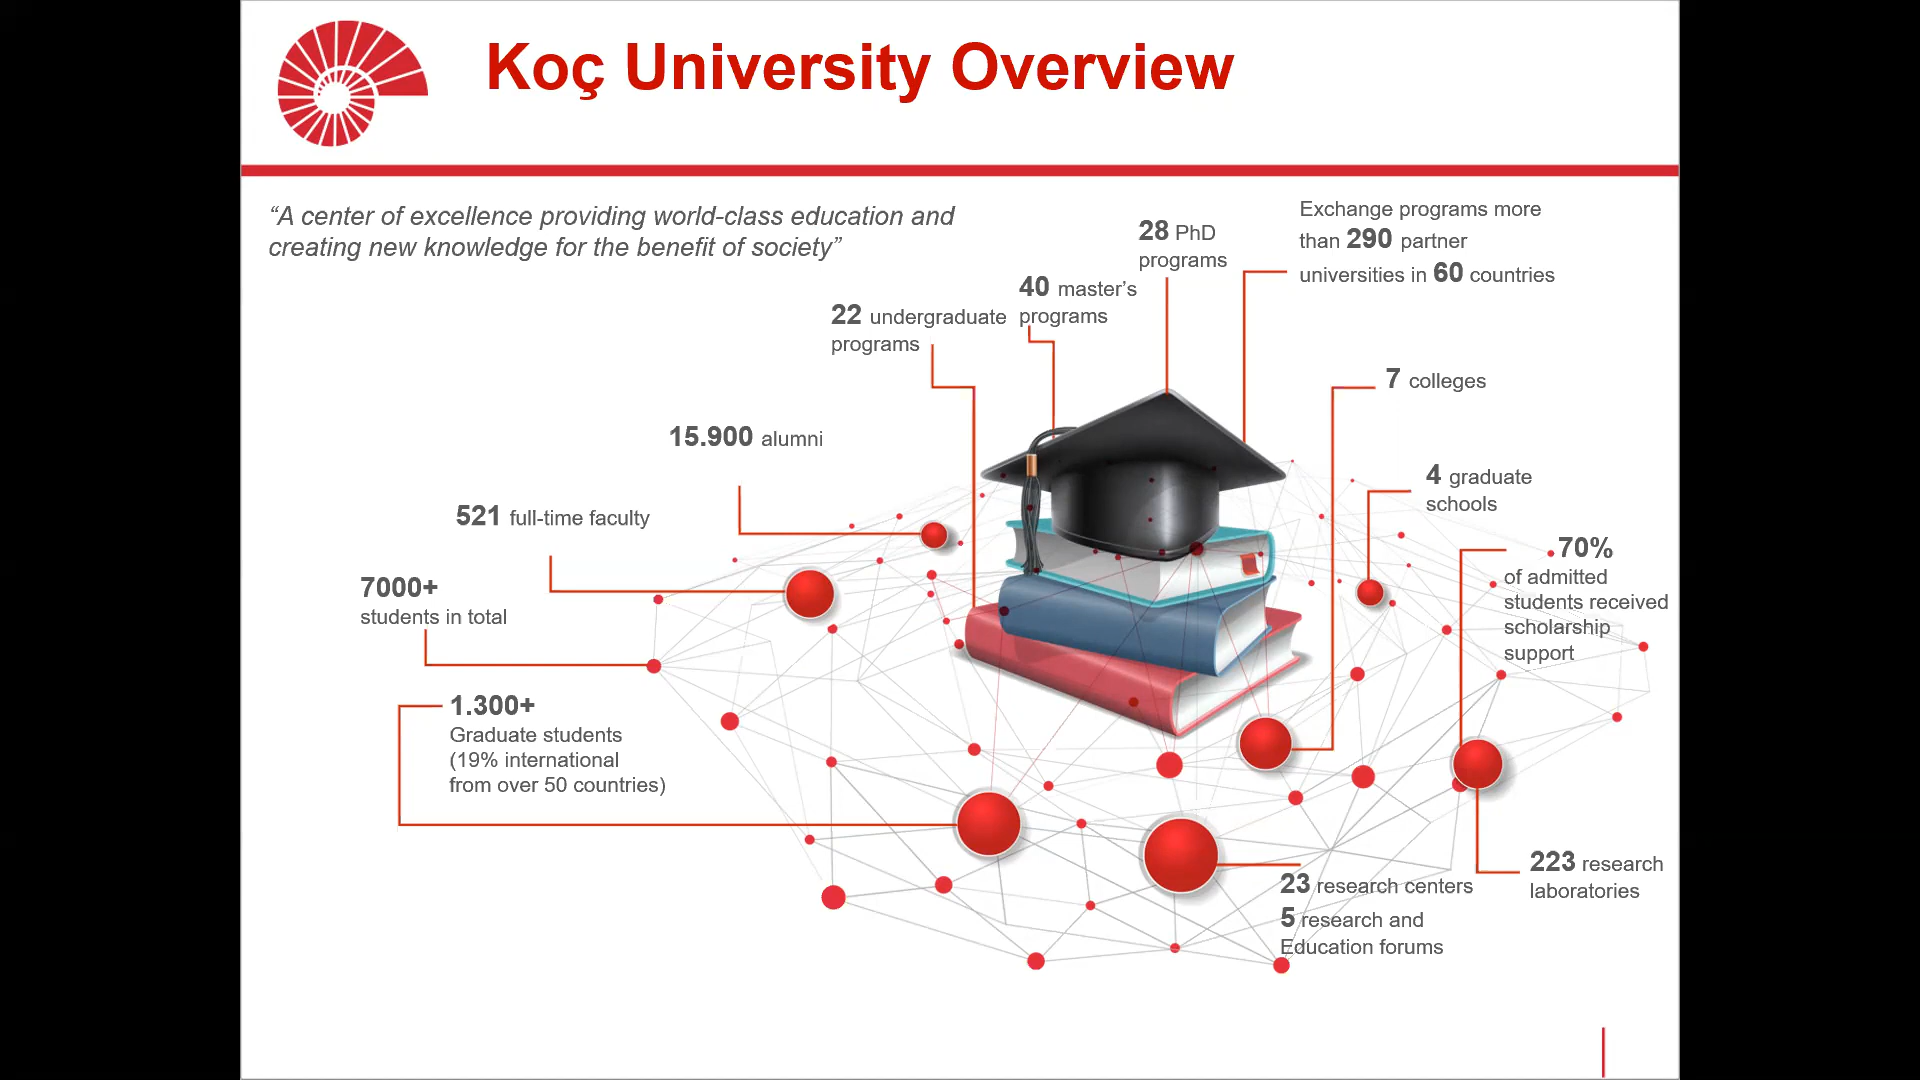 Koç University Overview
“A center of excellence providing world-class education and
creating new knowledge for the benefit of society”
28 PhD
programs
Exchange programs more
than 290 partner
universities in 60 countries
40 master’s
programs
22 undergraduate
programs
7 colleges
15.900 alumni
4 graduate
schools
521 full-time faculty
70%
of admitted
students received
scholarship
support
7000+
students in total
1.300+
Graduate students
(19% international
from over 50 countries)
223 research
laboratories
23 research centers
5 research and
Education forums